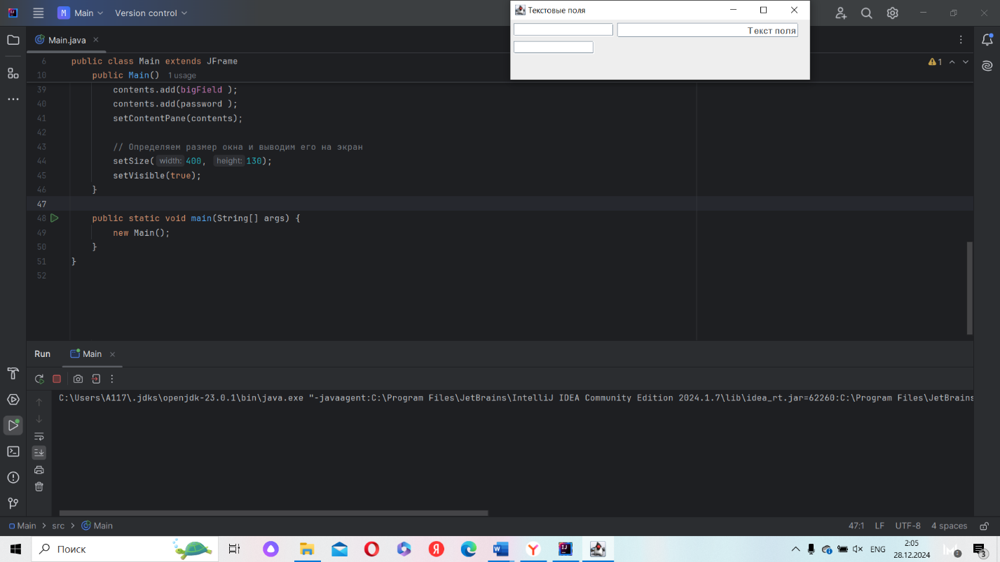 M Main Version control
Текстовые поля
Main.java
Текст поля
6 public class Main extends JFrame
1
10 public Main() 1 usage
39 contents.add(bigField );
40 contents.add(password );
41 setContentPane(contents);
42
43 // Определяем размер окна и выводим его на экран
44 setSize( width: 400, height: 130);
45 setVisible(true);
46 }
47
48 public static void main(String[] args) {
49 new Main();
50 }
51 }
52
Run Main
C:\Users\A117\.jdks\openjdk-23.0.1\bin\java.exe "-javaagent:C:\Program Files\JetBrains\IntelliJ IDEA Community Edition 2024.1.7\lib\idea_rt.jar=62260:C:\Program Files\JetBrains
Main > src > Main 47:1 LF UTF-8 4 spaces
Поиск
ENG
2:05
28.12.2024
3